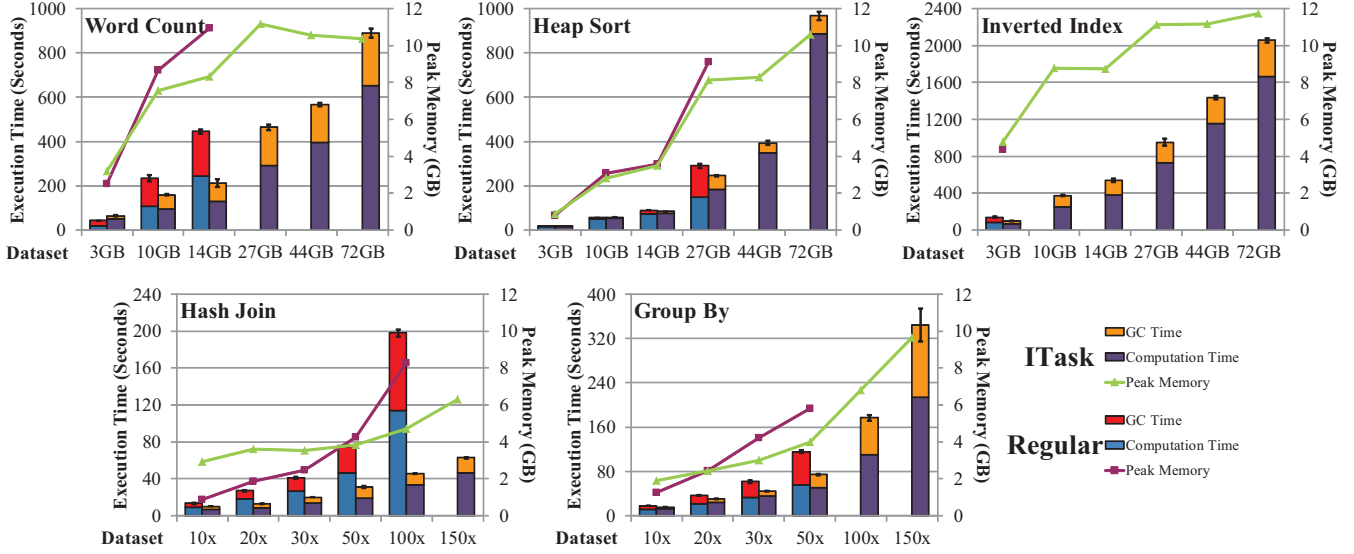 Word Count
Execution Time (Seconds)
1000
800
600
400
200
0
12
10
8
6
4
2
0
Peak Memory (GB)
Dataset 3GB 10GB 14GB 27GB 44GB 72GB
Heap Sort
Execution Time (Seconds)
1000
800
600
400
200
0
12
10
8
6
4
2
0
Peak Memory (GB)
Dataset 3GB 10GB 14GB 27GB 44GB 72GB
Inverted Index
Execution Time (Seconds)
2400
2000
1600
1200
800
400
0
12
10
8
6
4
2
0
Peak Memory (GB)
Dataset 3GB 10GB 14GB 27GB 44GB 72GB
Hash Join
Execution Time (Seconds)
240
200
160
120
80
40
0
12
10
8
6
4
2
0
Peak Memory (GB)
Dataset 10x 20x 30x 50x 100x 150x
Group By
Execution Time (Seconds)
400
320
240
160
80
0
12
10
8
6
4
2
0
Peak Memory (GB)
Dataset 10x 20x 30x 50x 100x 150x
ITask
GC Time
Computation Time
Peak Memory
Regular
GC Time
Computation Time
Peak Memory